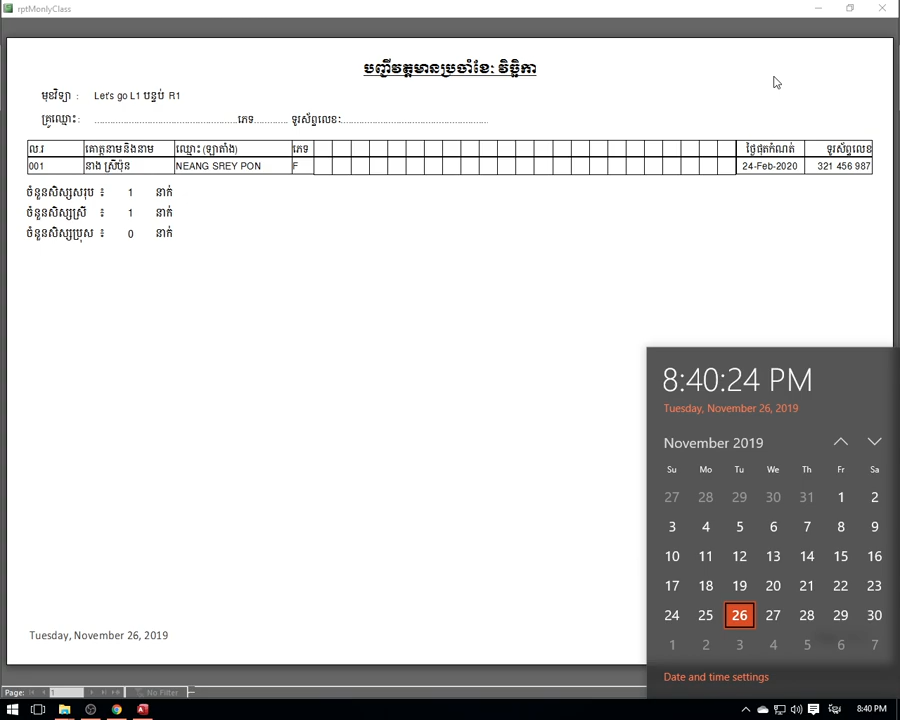 rptMonlyClass
បញ្ជីវត្តមានប្រចាំខែ: វិច្ឆិកា
មុខវិទ្យា : Let's go L1 បន្ទប់ R1
គ្រូឈ្មោះ: ............................................ភេទ............ ទូរស័ព្ទលេខ:..................................................
ល.រ គោត្តនាមនិងនាម ឈ្មោះ (ឡាតាំង) ភេទ ថ្ងៃផុតកំណត់ ទូរស័ព្ទលេខ
001 នាង ស្រីប៉ុន NEANG SREY PON F 24-Feb-2020 321 456 987
ចំនួនសិស្សសរុប ៖ 1 នាក់
ចំនួនសិស្សស្រី ៖ 1 នាក់
ចំនួនសិស្សប្រុស ៖ 0 នាក់
8:40:24 PM
Tuesday, November 26, 2019
November 2019
Su Mo Tu We Th Fr Sa
27 28 29 30 31 1 2
3 4 5 6 7 8 9
10 11 12 13 14 15 16
17 18 19 20 21 22 23
24 25 26 27 28 29 30
1 2 3 4 5 6 7
Date and time settings
Tuesday, November 26, 2019
Page: 1 No Filter
8:40 PM